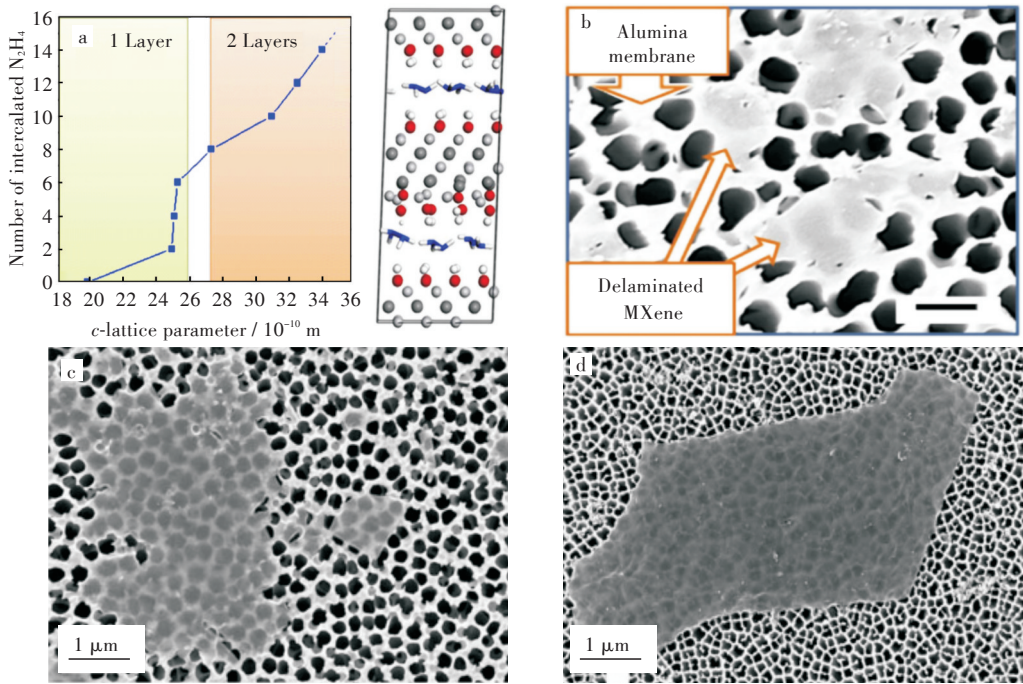 a
1 Layer
2 Layers
Number of intercalated N₂H₄
16
14
12
10
8
6
4
2
0
18 20 22 24 26 28 30 32 34 36
c-lattice parameter / 10⁻¹⁰ m
b
Alumina
membrane
Delaminated
MXene
c
1 μm
d
1 μm